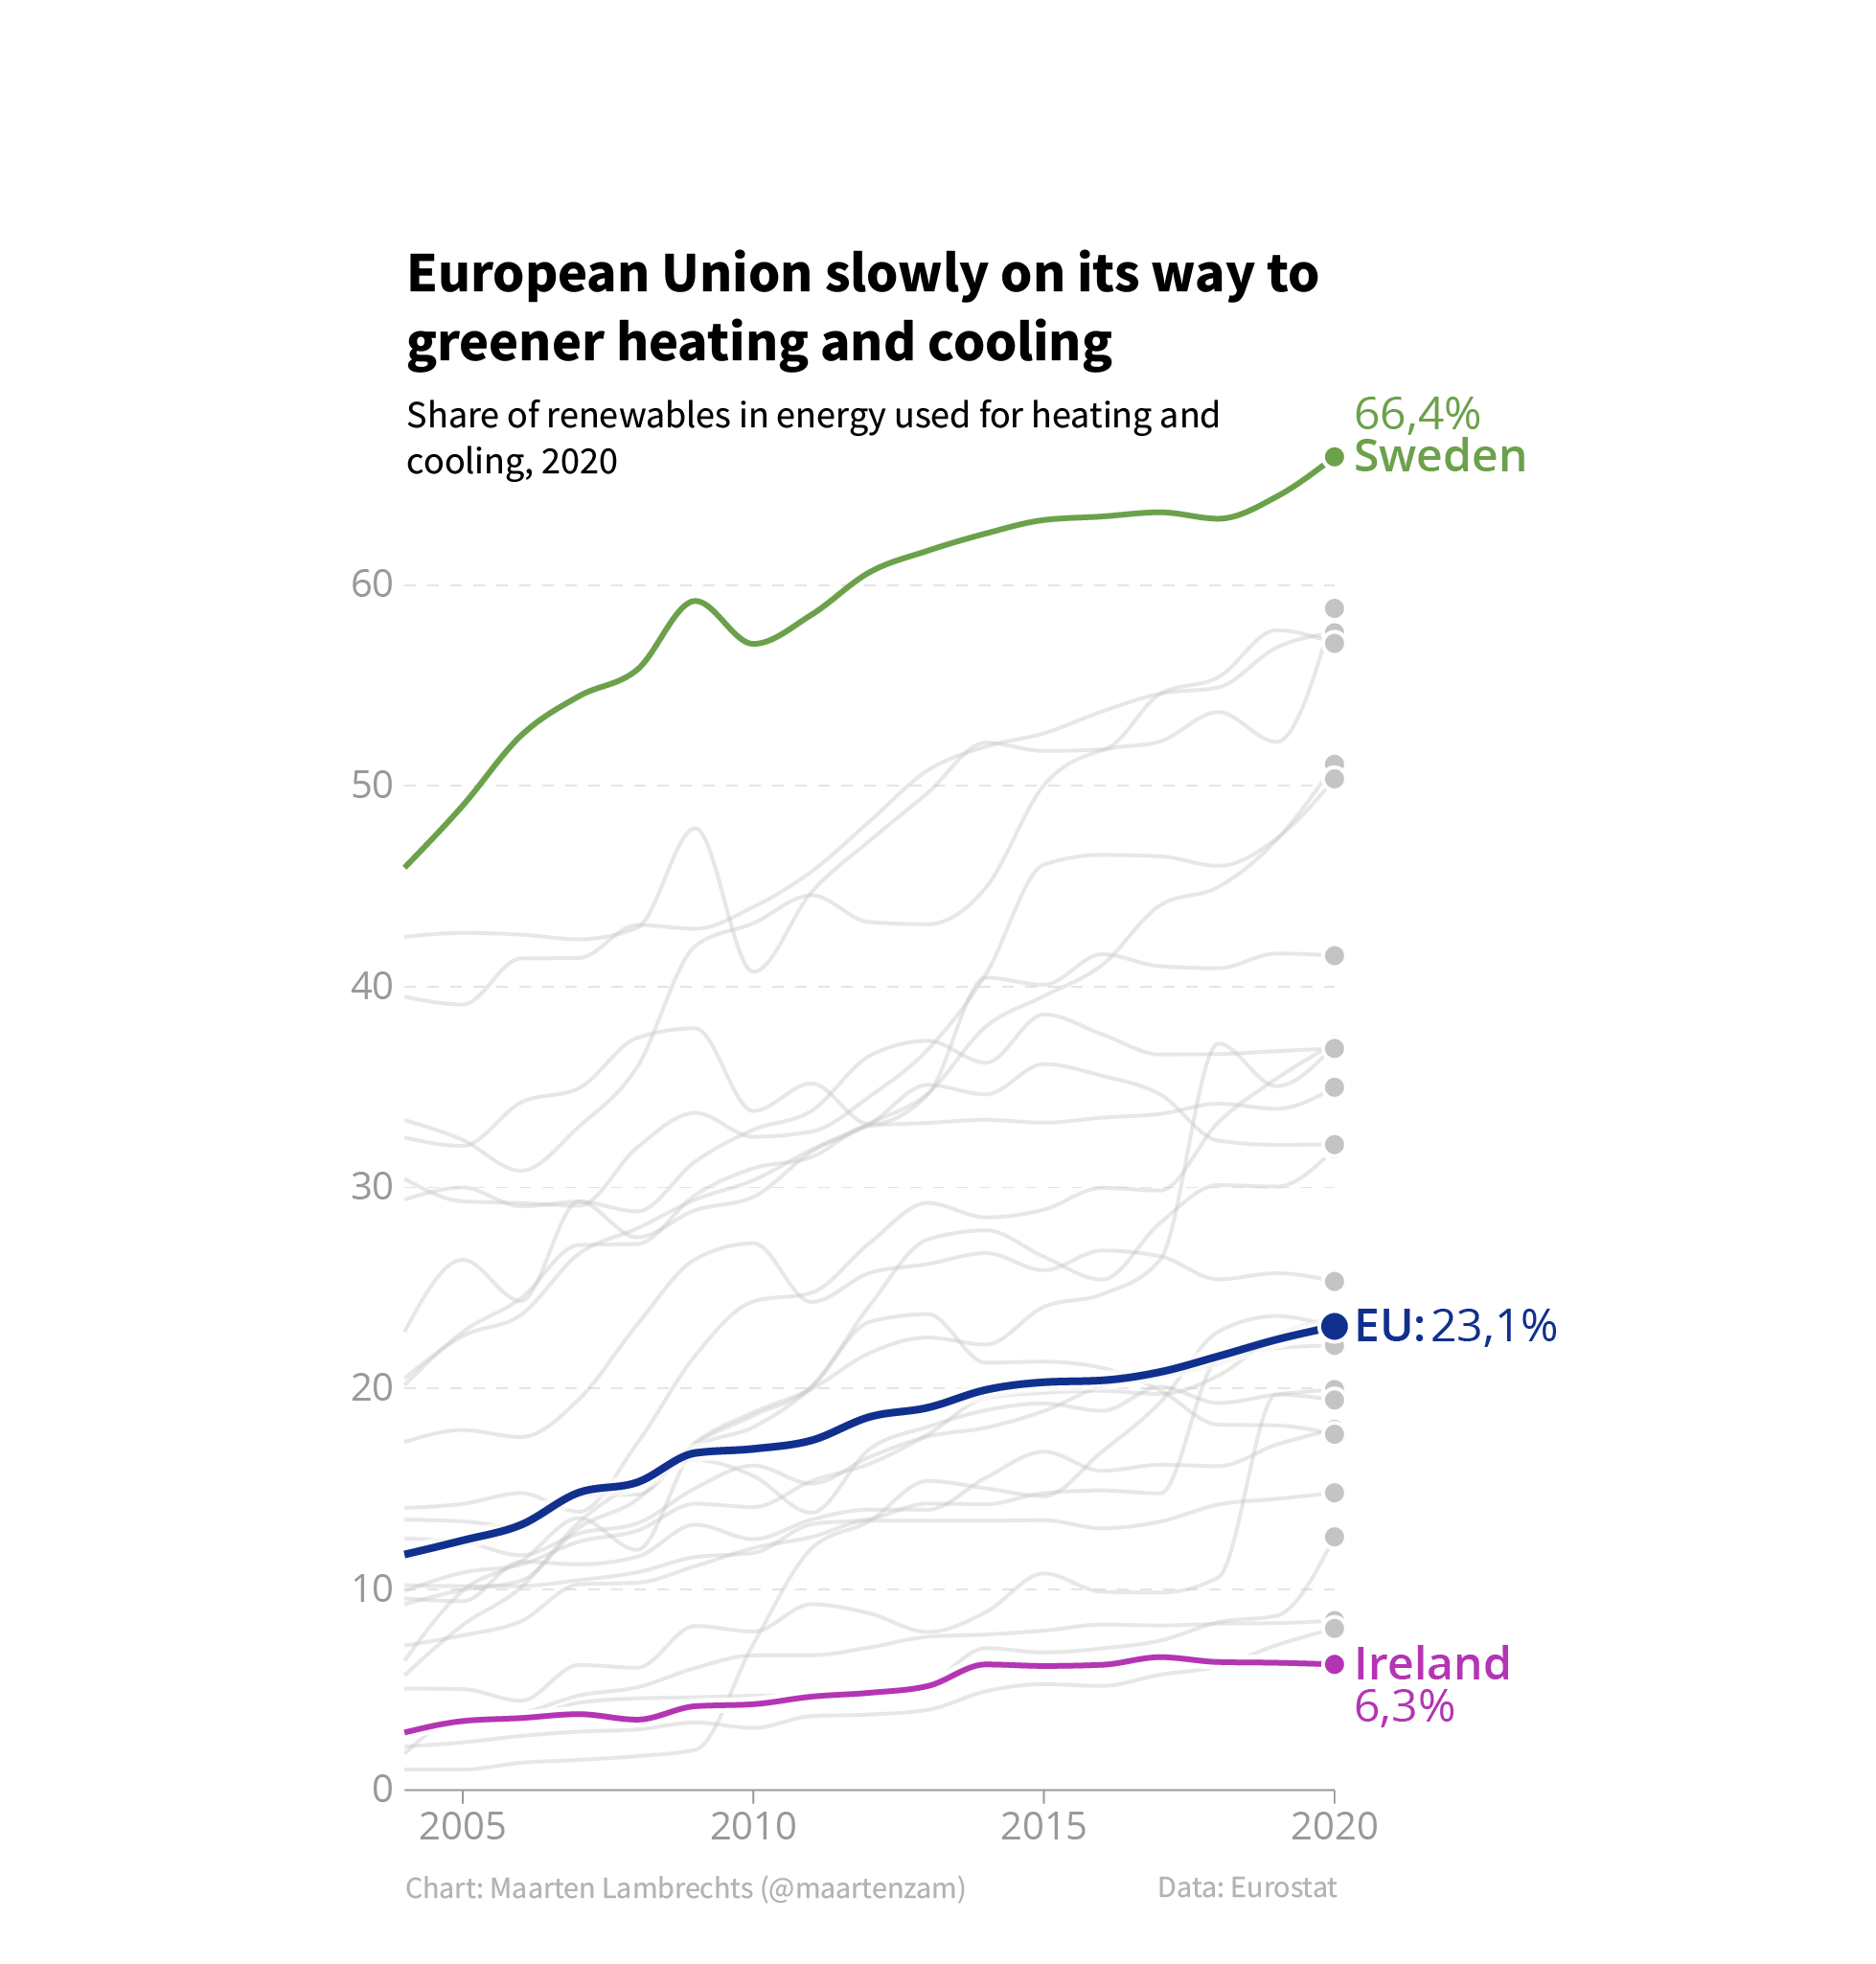 European Union slowly on its way to
greener heating and cooling
Share of renewables in energy used for heating and
cooling, 2020
66,4%
Sweden
60
50
40
30
20
10
0
EU: 23,1%
Ireland
6,3%
2005
2010
2015
2020
Chart: Maarten Lambrechts (@maartenzam)
Data: Eurostat